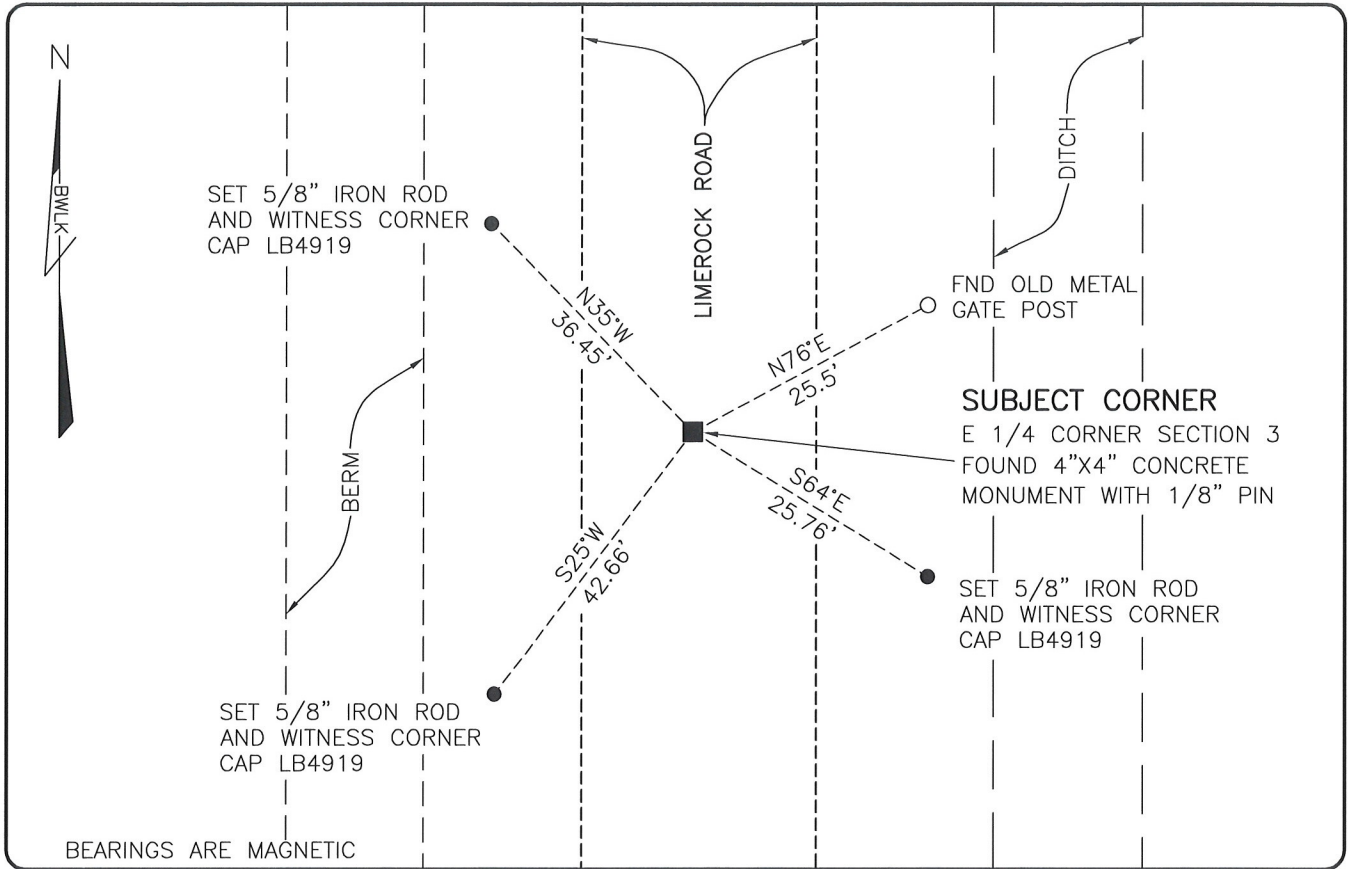 N
BWLK
SET 5/8" IRON ROD
AND WITNESS CORNER
CAP LB4919
LIMEROCK ROAD
DITCH
FND OLD METAL
GATE POST
N35°W
36.45'
N76°E
25.5'
SUBJECT CORNER
E 1/4 CORNER SECTION 3
FOUND 4"X4" CONCRETE
MONUMENT WITH 1/8" PIN
BERM
S64°E
25.76'
S25°W
42.66'
SET 5/8" IRON ROD
AND WITNESS CORNER
CAP LB4919
SET 5/8" IRON ROD
AND WITNESS CORNER
CAP LB4919
BEARINGS ARE MAGNETIC